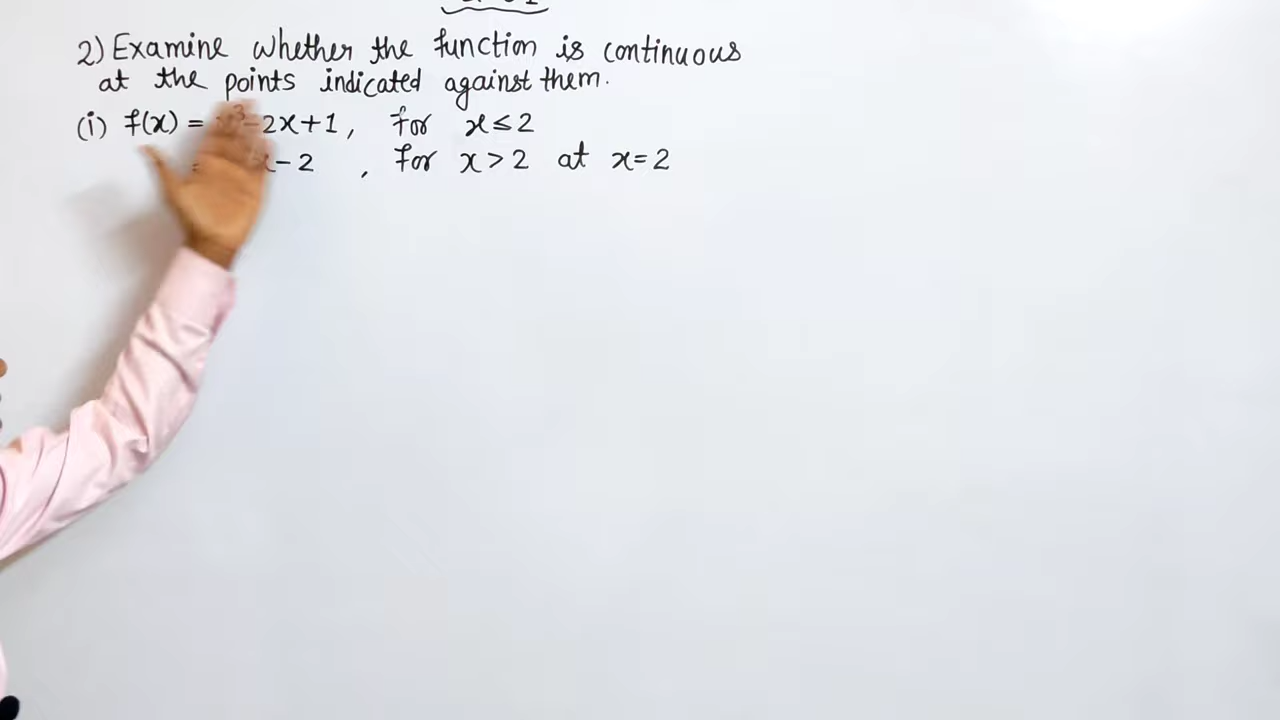 2) Examine whether the function is continuous
at the points indicated against them.
(i) f(x) = x³-2x+1, for x≤2
x-2 , for x>2 at x=2